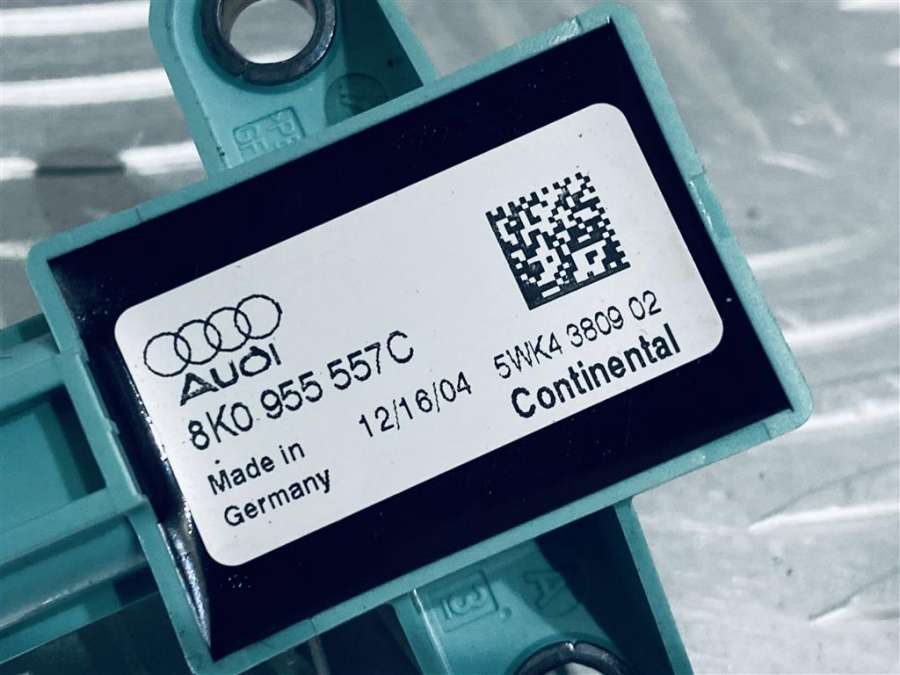 AUDI
8K0 955 557C
Made in
Germany
12/16/04
5WK4 3809 02
Continental